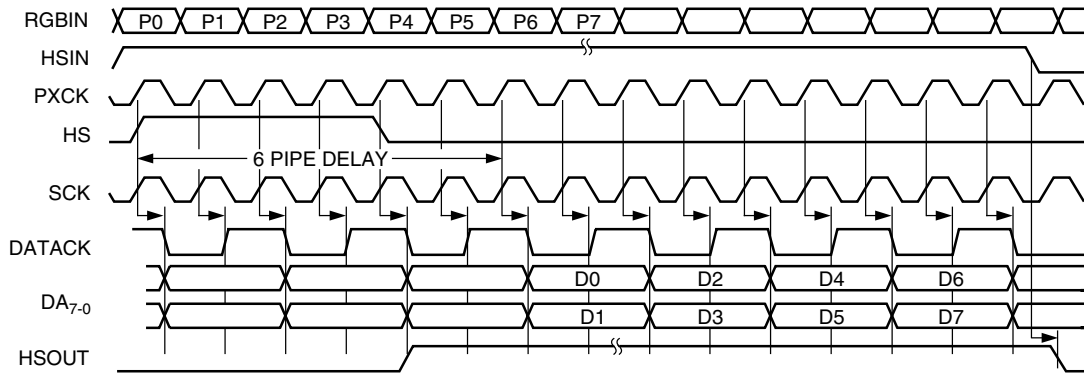 RGBIN P0 P1 P2 P3 P4 P5 P6 P7
HSIN
PXCK
HS
6 PIPE DELAY
SCK
DATACK
D0 D2 D4 D6
DA7-0
D1 D3 D5 D7
HSOUT